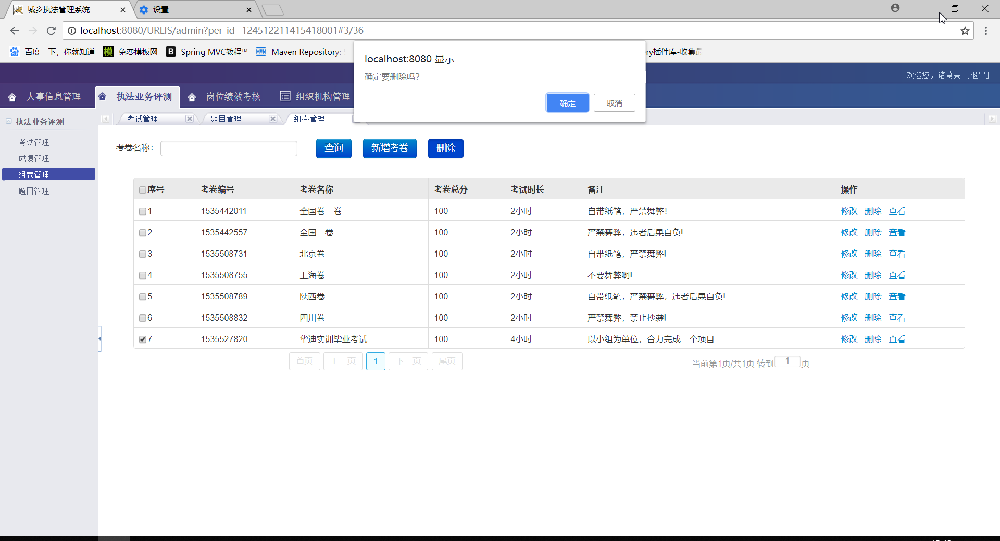 城乡执法管理系统
设置
localhost:8080/URLIS/admin?per_id=124512211415418001#3/36
百度一下，你就知道 模 免费模板网 B Spring MVC教程™ MVN Maven Repository: ry插件库-收集
localhost:8080 显示
确定要删除吗？
确定 取消
欢迎您，诸葛亮 [退出]
人事信息管理 执法业务评测 岗位绩效考核 组织机构管理
执法业务评测
考试管理
成绩管理
组卷管理
题目管理
考试管理 题目管理 组卷管理
考卷名称： 查询 新增考卷 删除
序号 考卷编号 考卷名称 考卷总分 考试时长 备注 操作
1 1535442011 全国卷一卷 100 2小时 自带纸笔，严禁舞弊！ 修改 删除 查看
2 1535442557 全国二卷 100 2小时 严禁舞弊，违者后果自负! 修改 删除 查看
3 1535508731 北京卷 100 2小时 自带纸笔，严禁舞弊! 修改 删除 查看
4 1535508755 上海卷 100 2小时 不要舞弊啊! 修改 删除 查看
5 1535508789 陕西卷 100 2小时 自带纸笔，严禁舞弊，违者后果自负! 修改 删除 查看
6 1535508832 四川卷 100 2小时 严禁舞弊，禁止抄袭! 修改 删除 查看
7 1535527820 华迪实训毕业考试 100 4小时 以小组为单位，合力完成一个项目 修改 删除 查看
首页 上一页 1 下一页 尾页 当前第1页/共1页 转到 1 页